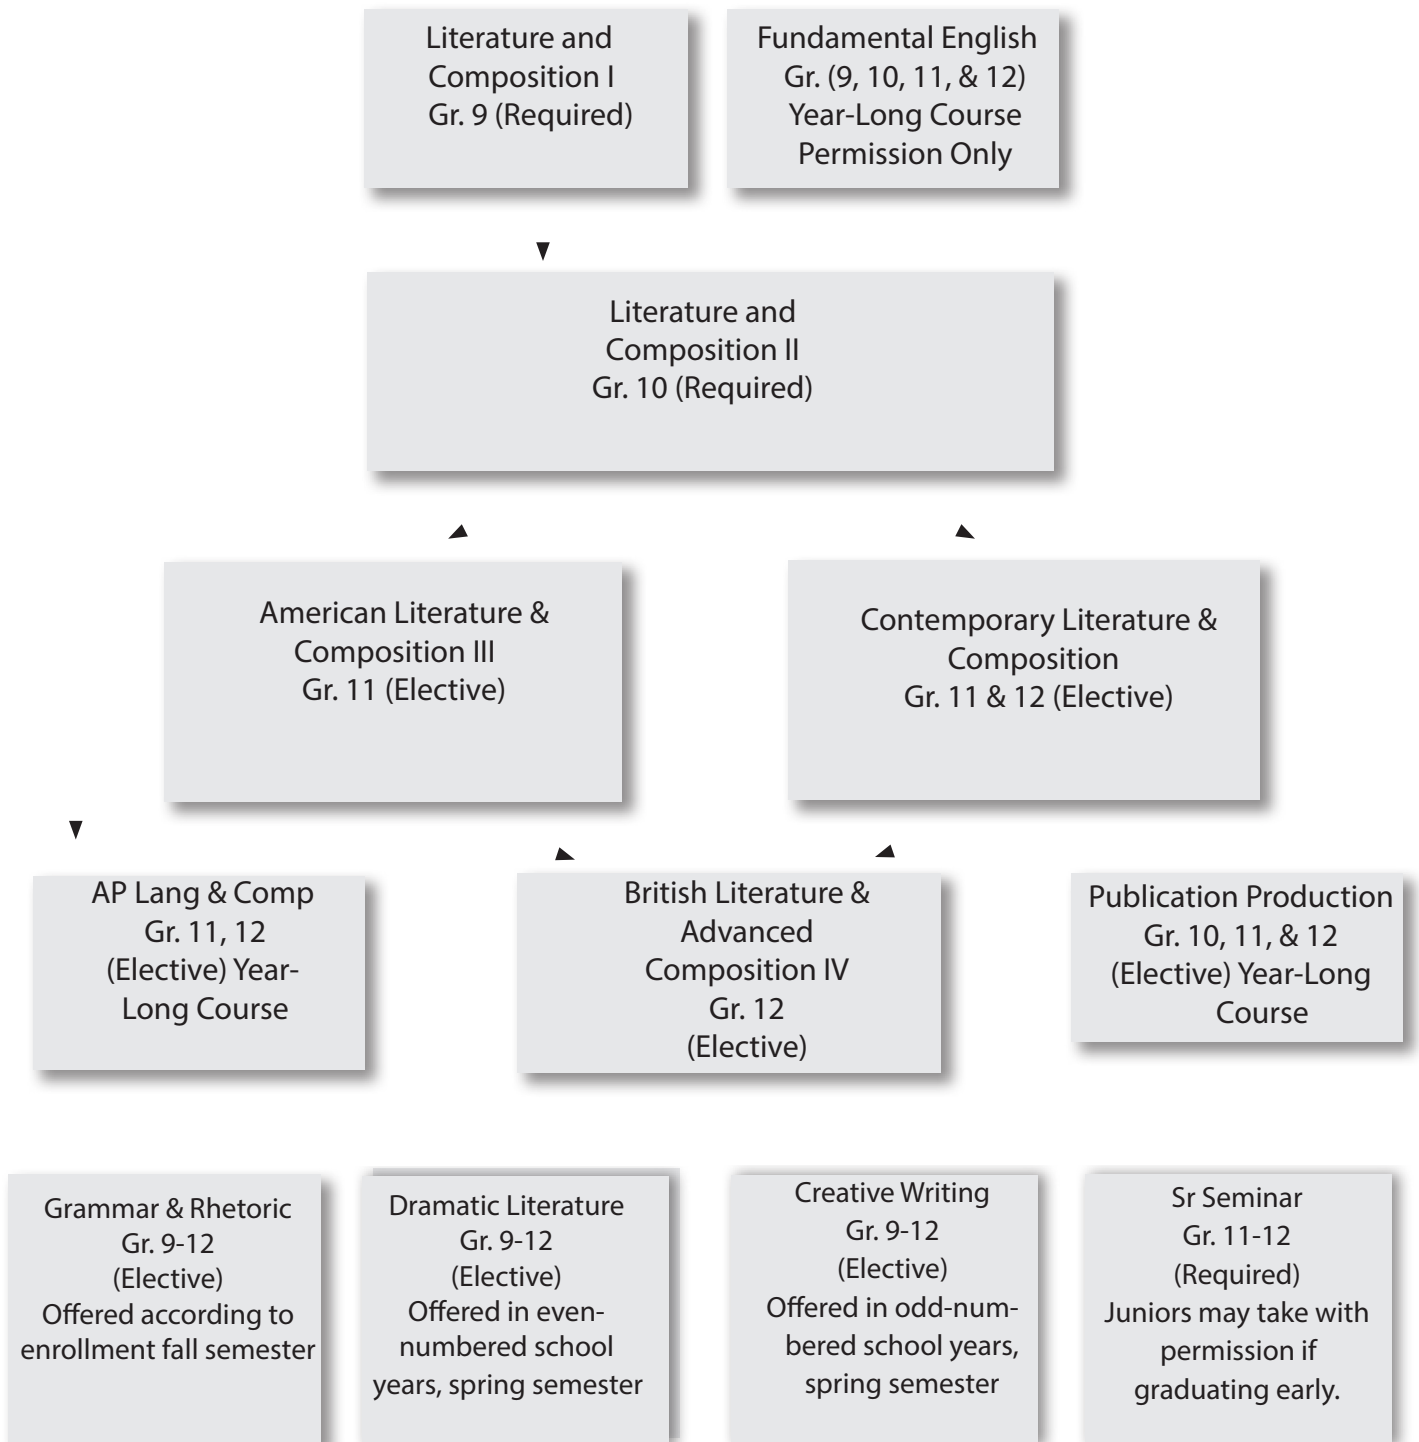 Literature and
Composition I
Gr. 9 (Required)
Fundamental English
Gr. (9, 10, 11, & 12)
Year-Long Course
Permission Only
Literature and
Composition II
Gr. 10 (Required)
American Literature &
Composition III
Gr. 11 (Elective)
Contemporary Literature &
Composition
Gr. 11 & 12 (Elective)
AP Lang & Comp
Gr. 11, 12
(Elective) Year-
Long Course
British Literature &
Advanced
Composition IV
Gr. 12
(Elective)
Publication Production
Gr. 10, 11, & 12
(Elective) Year-Long
Course
Grammar & Rhetoric
Gr. 9-12
(Elective)
Offered according to
enrollment fall semester
Dramatic Literature
Gr. 9-12
(Elective)
Offered in even-
numbered school
years, spring semester
Creative Writing
Gr. 9-12
(Elective)
Offered in odd-num-
bered school years,
spring semester
Sr Seminar
Gr. 11-12
(Required)
Juniors may take with
permission if
graduating early.